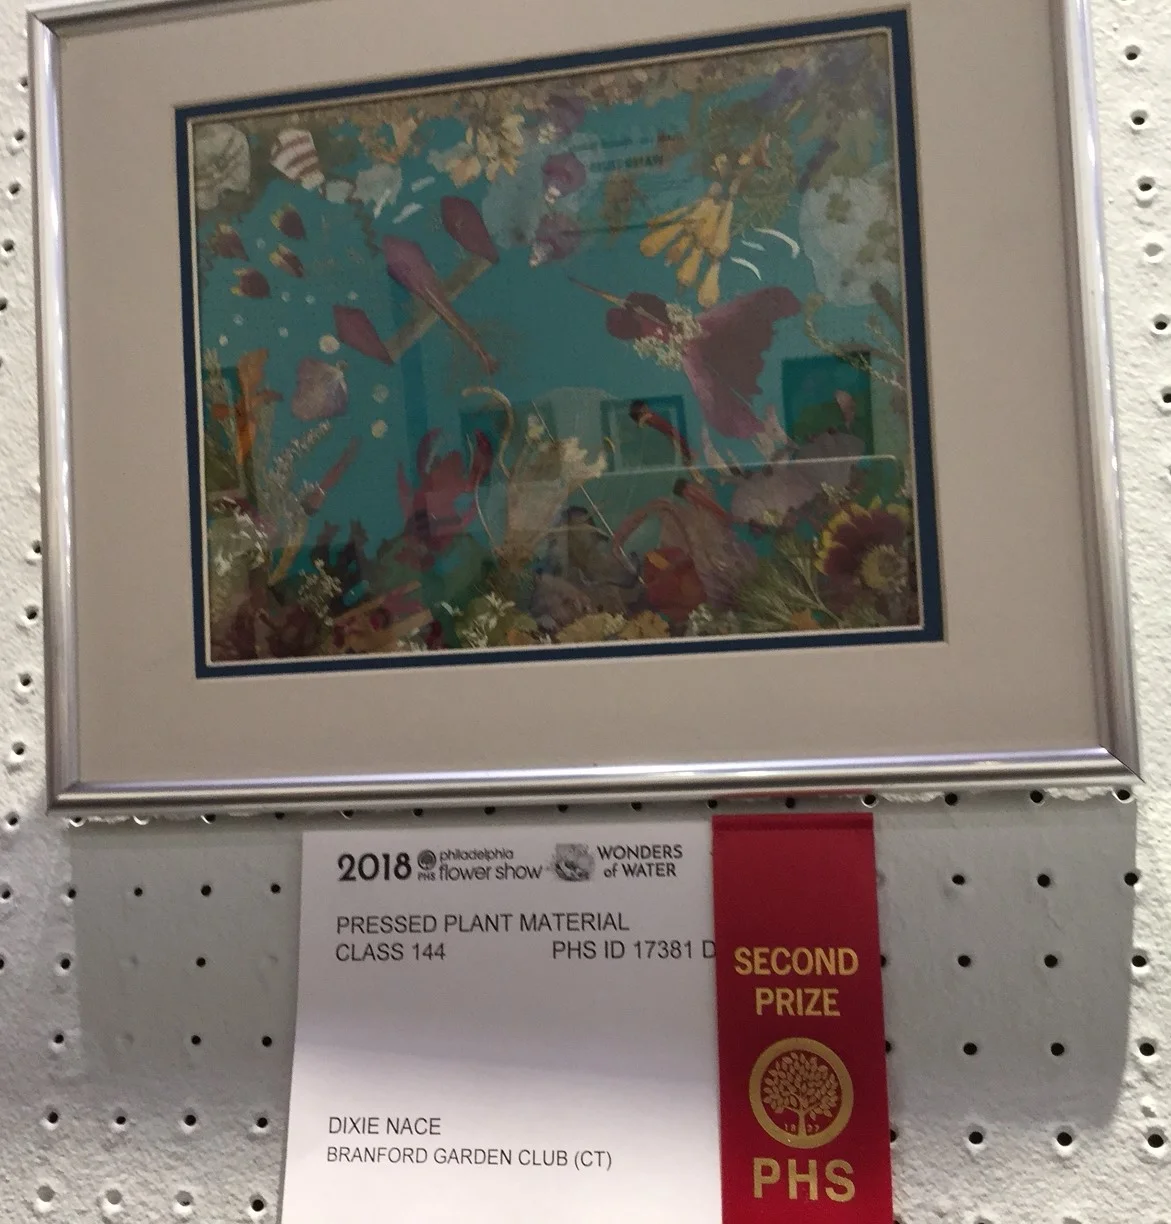 2018 PHS philadelphia flower show WONDERS of WATER
PRESSED PLANT MATERIAL
CLASS 144 PHS ID 17381 D
DIXIE NACE
BRANFORD GARDEN CLUB (CT)
SECOND
PRIZE
1827
PHS